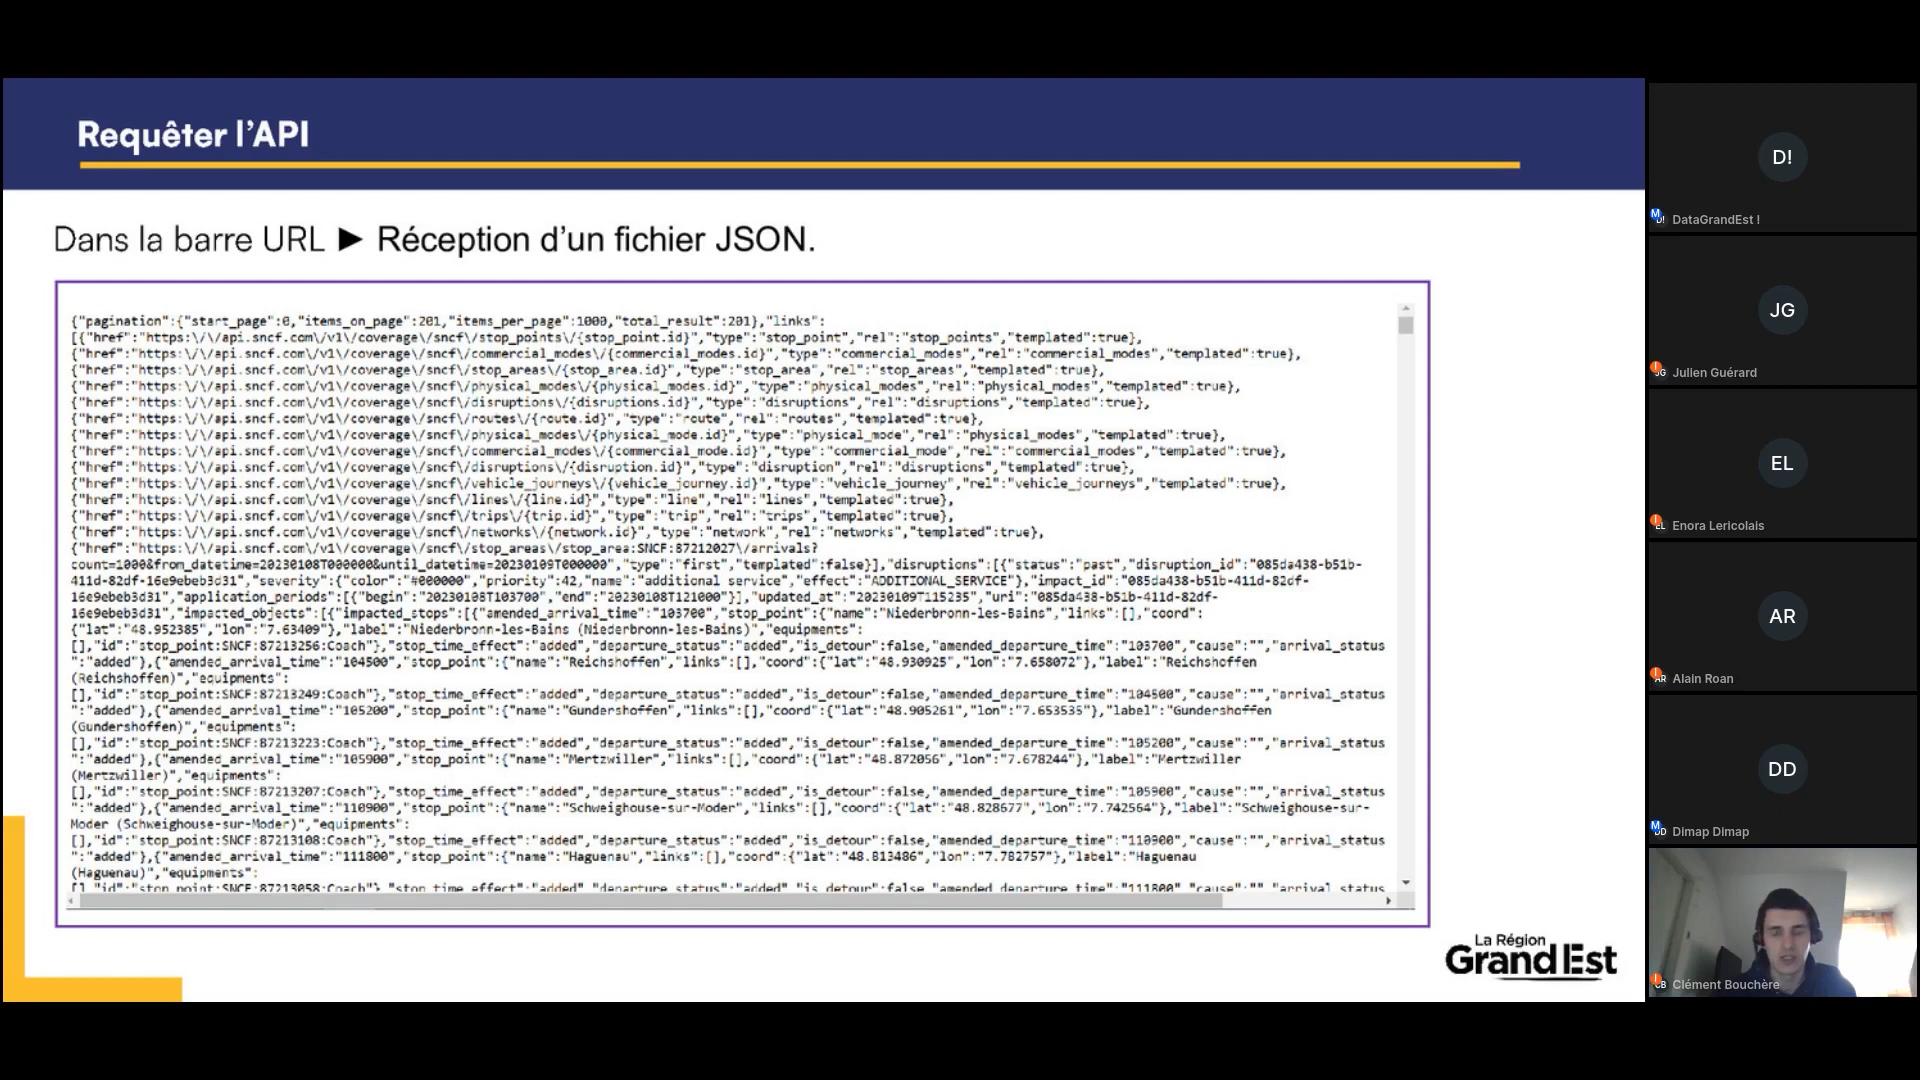 Requêter l'API
Dans la barre URL ► Réception d'un fichier JSON.
{"pagination":{"start_page":0,"items_on_page":201,"items_per_page":1000,"total_result":201},"links":
[{"href":"https:\/\/api.sncf.com\/v1\/coverage\/sncf\/stop_points\/{stop_point.id}","type":"stop_point","rel":"stop_points","templated":true},
{"href":"https:\/\/api.sncf.com\/v1\/coverage\/sncf\/commercial_modes\/{commercial_modes.id}","type":"commercial_modes","rel":"commercial_modes","templated":true},
{"href":"https:\/\/api.sncf.com\/v1\/coverage\/sncf\/stop_areas\/{stop_area.id}","type":"stop_area","rel":"stop_areas","templated":true},
{"href":"https:\/\/api.sncf.com\/v1\/coverage\/sncf\/physical_modes\/{physical_modes.id}","type":"physical_modes","rel":"physical_modes","templated":true},
{"href":"https:\/\/api.sncf.com\/v1\/coverage\/sncf\/disruptions\/{disruptions.id}","type":"disruptions","rel":"disruptions","templated":true},
{"href":"https:\/\/api.sncf.com\/v1\/coverage\/sncf\/routes\/{route.id}","type":"route","rel":"routes","templated":true},
{"href":"https:\/\/api.sncf.com\/v1\/coverage\/sncf\/physical_modes\/{physical_mode.id}","type":"physical_mode","rel":"physical_modes","templated":true},
{"href":"https:\/\/api.sncf.com\/v1\/coverage\/sncf\/commercial_modes\/{commercial_mode.id}","type":"commercial_mode","rel":"commercial_modes","templated":true},
{"href":"https:\/\/api.sncf.com\/v1\/coverage\/sncf\/disruptions\/{disruption.id}","type":"disruption","rel":"disruptions","templated":true},
{"href":"https:\/\/api.sncf.com\/v1\/coverage\/sncf\/vehicle_journeys\/{vehicle_journey.id}","type":"vehicle_journey","rel":"vehicle_journeys","templated":true},
{"href":"https:\/\/api.sncf.com\/v1\/coverage\/sncf\/lines\/{line.id}","type":"line","rel":"lines","templated":true},
{"href":"https:\/\/api.sncf.com\/v1\/coverage\/sncf\/trips\/{trip.id}","type":"trip","rel":"trips","templated":true},
{"href":"https:\/\/api.sncf.com\/v1\/coverage\/sncf\/networks\/{network.id}","type":"network","rel":"networks","templated":true},
{"href":"https:\/\/api.sncf.com\/v1\/coverage\/sncf\/stop_areas\/stop_area:SNCF:87212027\/arrivals?
count=1000&from_datetime=20230108T000000&until_datetime=20230109T000000","type":"first","templated":false}],"disruptions":[{"status":"past","disruption_id":"085da438-b51b-
411d-82df-16e9ebeb3d31","severity":{"color":"#000000","priority":42,"name":"additional service","effect":"ADDITIONAL_SERVICE"},"impact_id":"085da438-b51b-411d-82df-
16e9ebeb3d31","application_periods":[{"begin":"20230108T103700","end":"20230108T121000"}],"updated_at":"20230109T115235","uri":"085da438-b51b-411d-82df-
16e9ebeb3d31","impacted_objects":[{"impacted_stops":[{"amended_arrival_time":"103700","stop_point":{"name":"Niederbronn-les-Bains","links":[],"coord":
{"lat":"48.952385","lon":"7.63409"},"label":"Niederbronn-les-Bains (Niederbronn-les-Bains)","equipments":
[],"id":"stop_point:SNCF:87213256:Coach"},"stop_time_effect":"added","departure_status":"added","is_detour":false,"amended_departure_time":"103700","cause":"","arrival_status
":"added"},{"amended_arrival_time":"104500","stop_point":{"name":"Reichshoffen","links":[],"coord":{"lat":"48.930925","lon":"7.658072"},"label":"Reichshoffen
(Reichshoffen)","equipments":
[],"id":"stop_point:SNCF:87213249:Coach"},"stop_time_effect":"added","departure_status":"added","is_detour":false,"amended_departure_time":"104500","cause":"","arrival_status
":"added"},{"amended_arrival_time":"105200","stop_point":{"name":"Gundershoffen","links":[],"coord":{"lat":"48.905261","lon":"7.653535"},"label":"Gundershoffen
(Gundershoffen)","equipments":
[],"id":"stop_point:SNCF:87213223:Coach"},"stop_time_effect":"added","departure_status":"added","is_detour":false,"amended_departure_time":"105200","cause":"","arrival_status
":"added"},{"amended_arrival_time":"105900","stop_point":{"name":"Mertzwiller","links":[],"coord":{"lat":"48.872056","lon":"7.678244"},"label":"Mertzwiller
(Mertzwiller)","equipments":
[],"id":"stop_point:SNCF:87213207:Coach"},"stop_time_effect":"added","departure_status":"added","is_detour":false,"amended_departure_time":"105900","cause":"","arrival_status
":"added"},{"amended_arrival_time":"110900","stop_point":{"name":"Schweighouse-sur-Moder","links":[],"coord":{"lat":"48.828677","lon":"7.742564"},"label":"Schweighouse-sur-
Moder (Schweighouse-sur-Moder)","equipments":
[],"id":"stop_point:SNCF:87213108:Coach"},"stop_time_effect":"added","departure_status":"added","is_detour":false,"amended_departure_time":"110900","cause":"","arrival_status
":"added"},{"amended_arrival_time":"111800","stop_point":{"name":"Haguenau","links":[],"coord":{"lat":"48.813486","lon":"7.782757"},"label":"Haguenau
(Haguenau)","equipments":
[],"id":"stop_point:SNCF:87213058:Coach"},"stop_time_effect":"added","departure_status":"added","is_detour":false,"amended_departure_time":"111800","cause":"","arrival_status
La Région
Grand Est
D!
M
DataGrandEst !
JG
Julien Guérard
EL
Enora Lericolais
AR
Alain Roan
DD
M
Dimap Dimap
Clément Bouchère